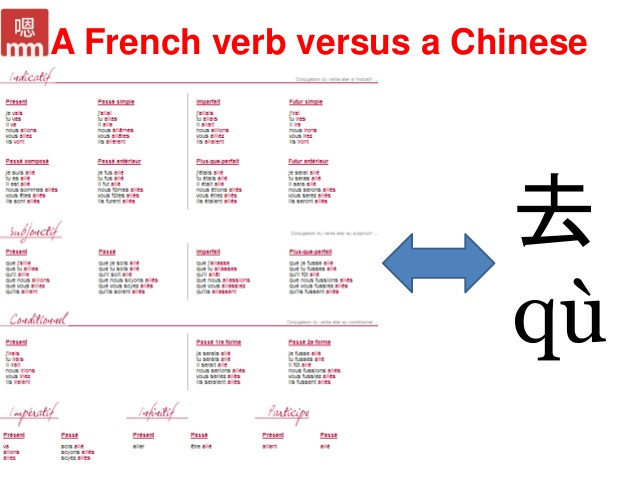 嗯
mm
A French verb versus a Chinese
Indicatif
Conjugation du verbe aller à l'indicatif ...
Présent
je vais
tu vas
il va
nous allons
vous allez
ils vont
Passé simple
j'allai
tu allas
il alla
nous allâmes
vous allâtes
ils allèrent
Imparfait
j'allais
tu allais
il allait
nous allions
vous alliez
ils allaient
Futur simple
j'irai
tu iras
il ira
nous irons
vous irez
ils iront
Passé composé
je suis allé
tu es allé
il est allé
nous sommes allés
vous êtes allés
ils sont allés
Passé antérieur
je fus allé
tu fus allé
il fut allé
nous fûmes allés
vous fûtes allés
ils furent allés
Plus-que-parfait
j'étais allé
tu étais allé
il était allé
nous étions allés
vous étiez allés
ils étaient allés
Futur antérieur
je serai allé
tu seras allé
il sera allé
nous serons allés
vous serez allés
ils seront allés
Subjonctif
Conjugation du verbe aller au subjonctif ...
Présent
que j'aille
que tu ailles
qu'il aille
que nous allions
que vous alliez
qu'ils aillent
Passé
que je sois allé
que tu sois allé
qu'il soit allé
que nous soyons allés
que vous soyez allés
qu'ils soient allés
Imparfait
que j'allasse
que tu allasses
qu'il allât
que nous allassions
que vous allassiez
qu'ils allassent
Plus-que-parfait
que je fusse allé
que tu fusses allé
qu'il fût allé
que nous fussions allés
que vous fussiez allés
qu'ils fussent allés
Conditionnel
Conjugation du verbe aller au conditionnel ...
Présent
j'irais
tu irais
il irait
nous irions
vous iriez
ils iraient
Passé 1re forme
je serais allé
tu serais allé
il serait allé
nous serions allés
vous seriez allés
ils seraient allés
Passé 2e forme
je fusse allé
tu fusses allé
il fût allé
nous fussions allés
vous fussiez allés
ils fussent allés
Impératif
Présent
va
allons
allez
Passé
sois allé
soyons allés
soyez allés
Infinitif
Présent
aller
Passé
être allé
Participe
Présent
allant
Passé
allé
去
qù